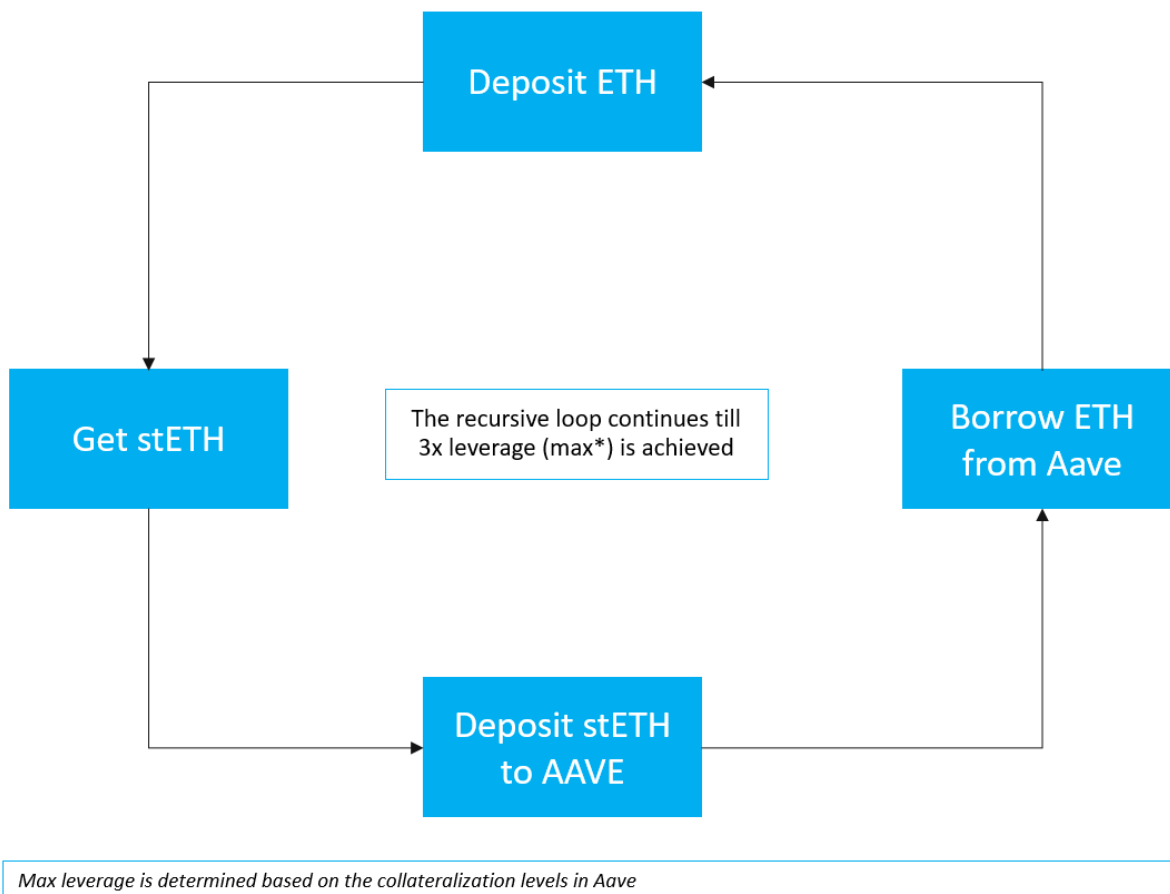 Deposit ETH
Get stETH
The recursive loop continues till
3x leverage (max*) is achieved
Borrow ETH
from Aave
Deposit stETH
to AAVE
Max leverage is determined based on the collateralization levels in Aave